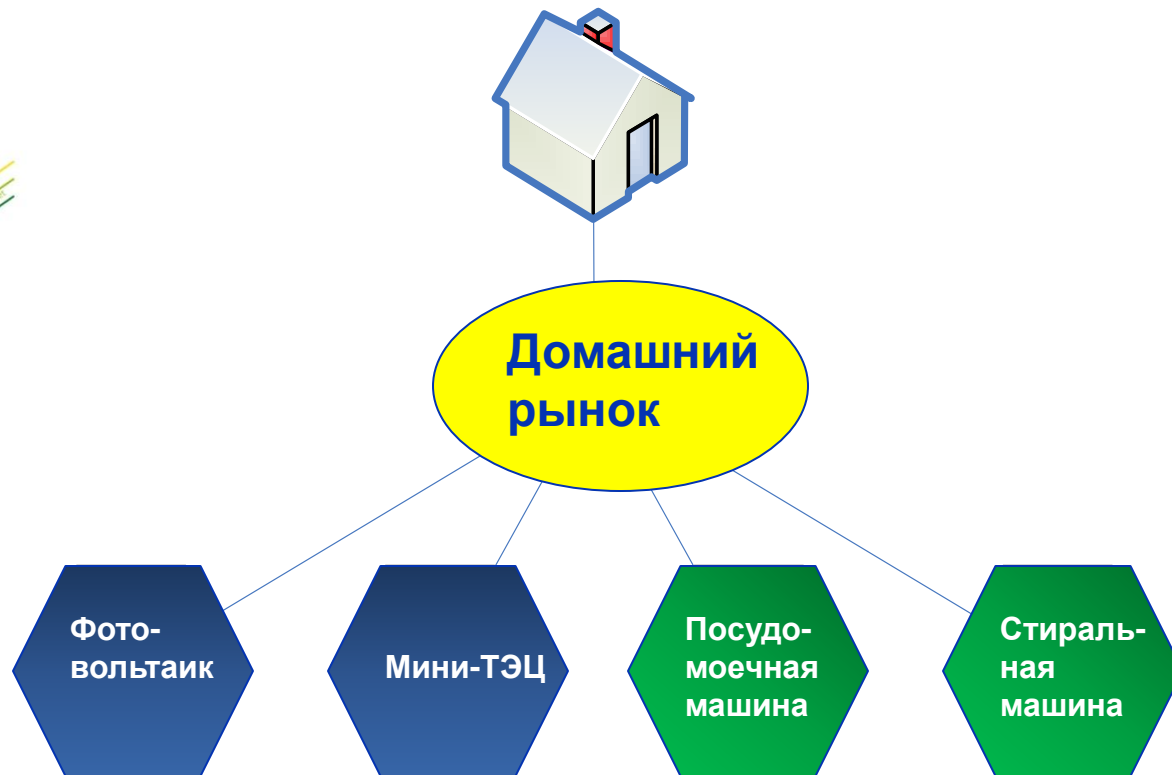 Домашний
рынок
Фото-
вольтаик
Мини-ТЭЦ
Посудо-
моечная
машина
Стираль-
ная
машина